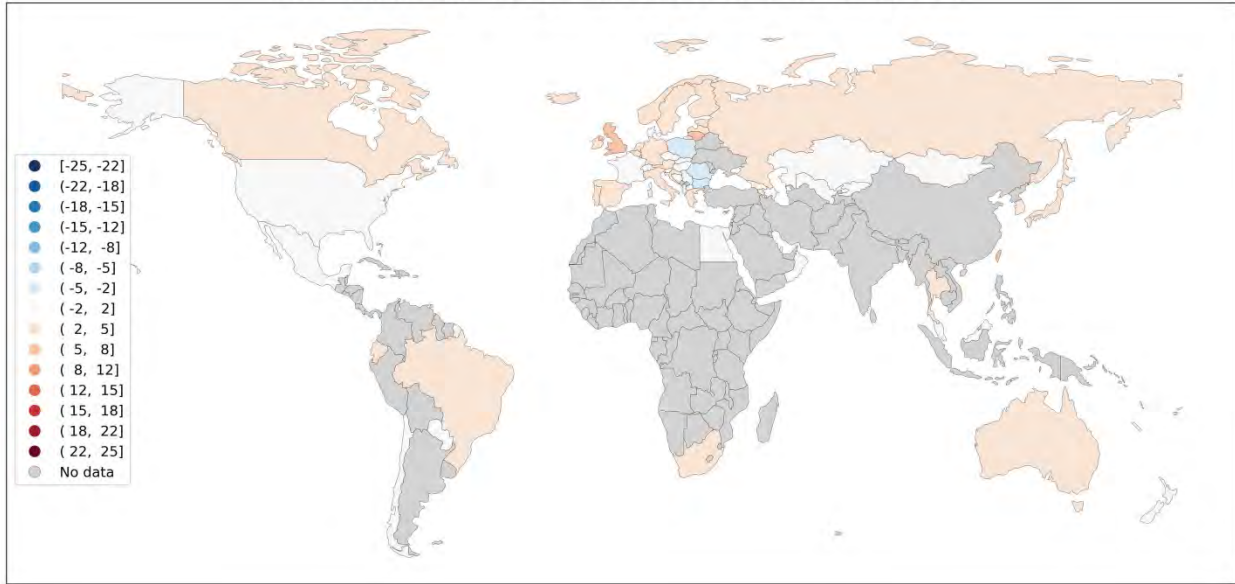 [-25, -22]
(-22, -18]
(-18, -15]
(-15, -12]
(-12, -8]
( -8, -5]
( -5, -2]
( -2, 2]
( 2, 5]
( 5, 8]
( 8, 12]
( 12, 15]
( 15, 18]
( 18, 22]
( 22, 25]
No data